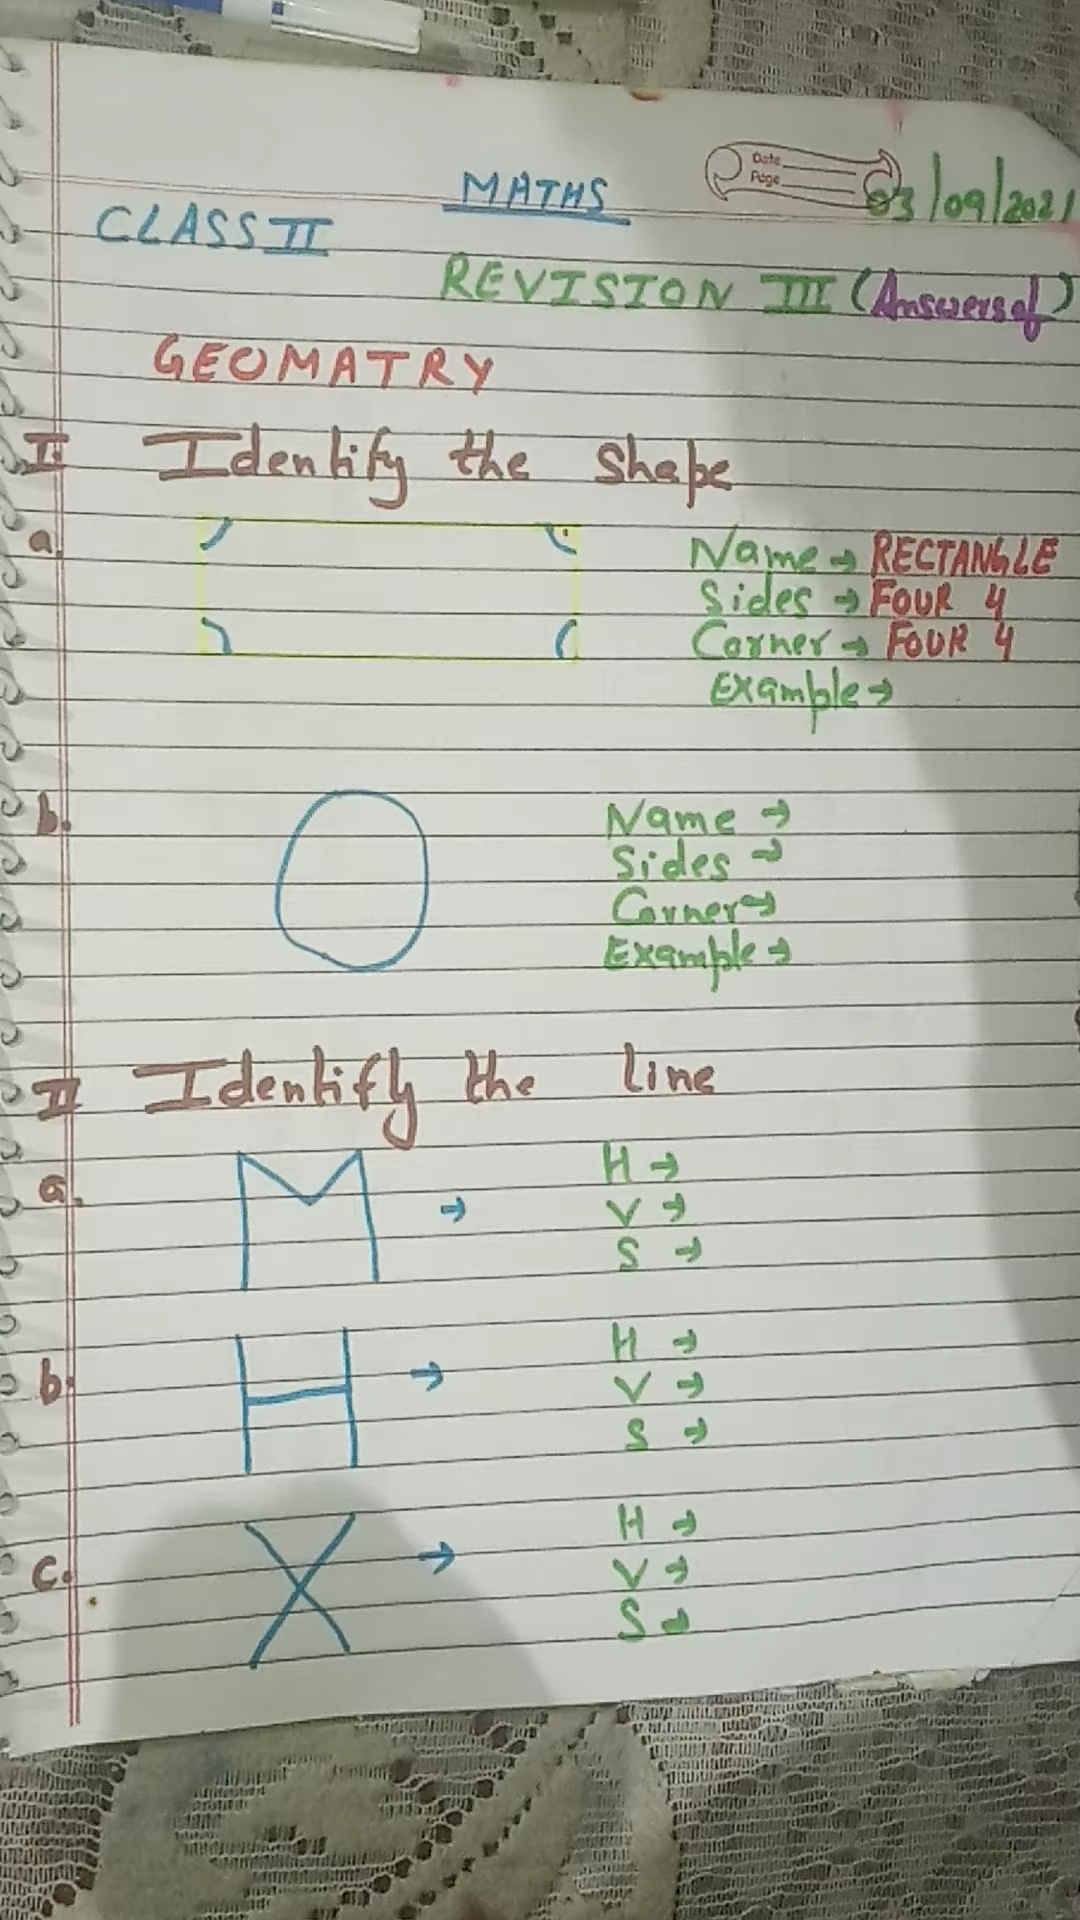 MATHS
Date
Page
03/09/2021
CLASS II
REVISION III (Answers of)
GEOMATRY
I. Identify the Shape
a.
Name → RECTANGLE
Sides → FOUR 4
Corner → FOUR 4
Example →
b.
Name →
Sides →
Corner →
Example →
II Identify the line
a.
M → H →
V →
S →
b. H → H →
V →
S →
c. X → H →
V →
S →